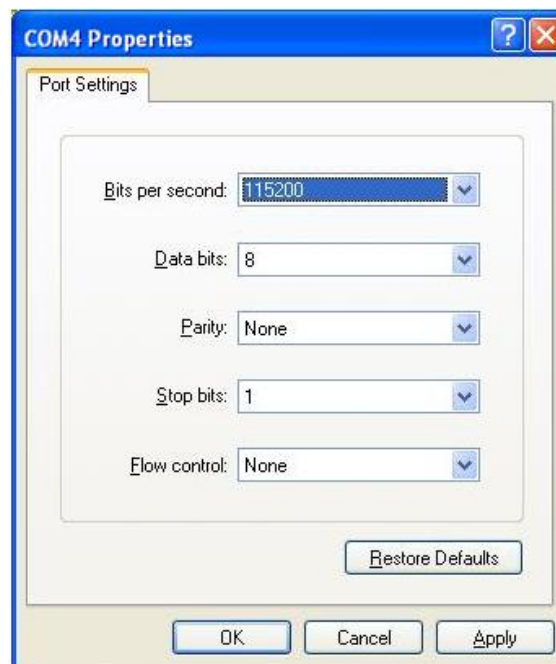 COM4 Properties
Port Settings
Bits per second: 115200
Data bits: 8
Parity: None
Stop bits: 1
Flow control: None
Restore Defaults
OK Cancel Apply